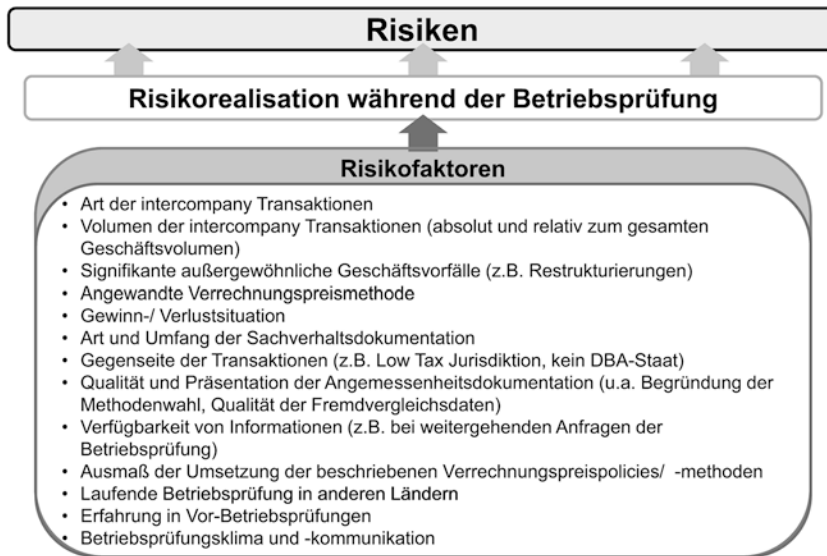 Risiken
Risikorealisation während der Betriebsprüfung
Risikofaktoren
• Art der intercompany Transaktionen
• Volumen der intercompany Transaktionen (absolut und relativ zum gesamten
Geschäftsvolumen)
• Signifikante außergewöhnliche Geschäftsvorfälle (z.B. Restrukturierungen)
• Angewandte Verrechnungspreismethode
• Gewinn-/ Verlustsituation
• Art und Umfang der Sachverhaltsdokumentation
• Gegenseite der Transaktionen (z.B. Low Tax Jurisdiktion, kein DBA-Staat)
• Qualität und Präsentation der Angemessenheitsdokumentation (u.a. Begründung der
Methodenwahl, Qualität der Fremdvergleichsdaten)
• Verfügbarkeit von Informationen (z.B. bei weitergehenden Anfragen der
Betriebsprüfung)
• Ausmaß der Umsetzung der beschriebenen Verrechnungspreispolicies/ -methoden
• Laufende Betriebsprüfung in anderen Ländern
• Erfahrung in Vor-Betriebsprüfungen
• Betriebsprüfungsklima und -kommunikation